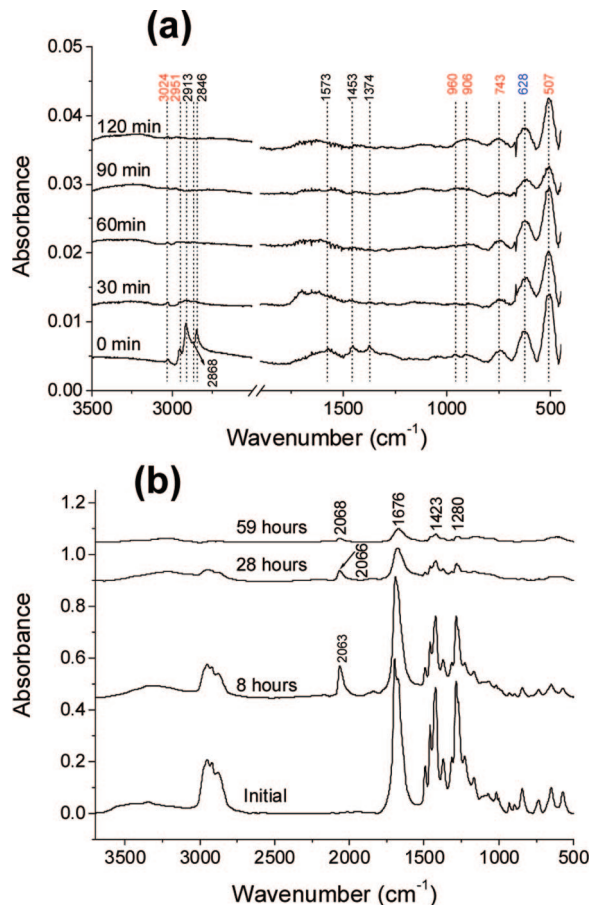 (a)
0.05
0.04
0.03
0.02
0.01
0.00
Absorbance
3024
2951
2913
2846
1573
1453
1374
960
906
743
628
507
120 min
90 min
60min
30 min
0 min
2868
3500
3000
1500
1000
500
Wavenumber (cm-1)
(b)
1.2
1.0
0.8
0.6
0.4
0.2
0.0
Absorbance
59 hours
2068
1676
1423
1280
28 hours
2066
8 hours
2063
Initial
3500
3000
2500
2000
1500
1000
500
Wavenumber (cm-1)